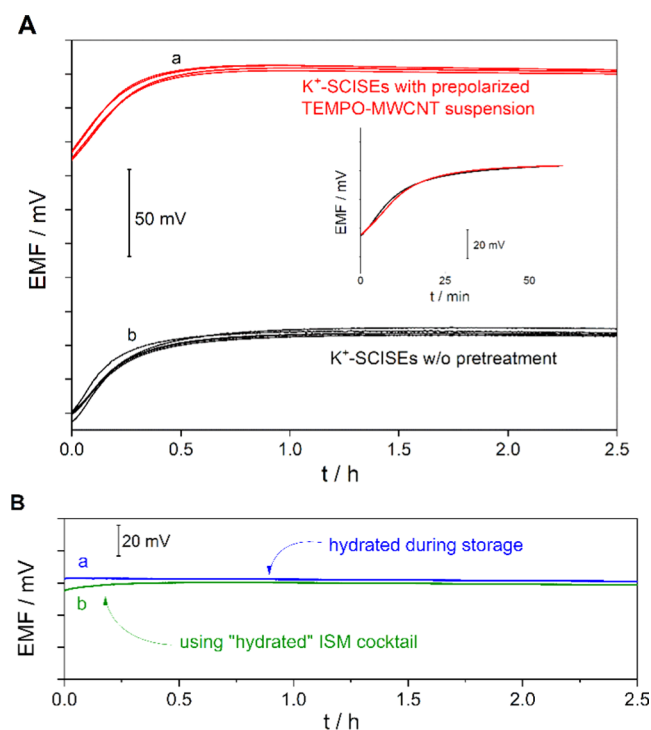 A
EMF / mV
a
K⁺-SCISEs with prepolarized
TEMPO-MWCNT suspension
50 mV
EMF / mV
20 mV
0 25 50
t / min
b
K⁺-SCISEs w/o pretreatment
0.0 0.5 1.0 1.5 2.0 2.5
t / h
B
EMF / mV
20 mV
a
hydrated during storage
b
using "hydrated" ISM cocktail
0.0 0.5 1.0 1.5 2.0 2.5
t / h